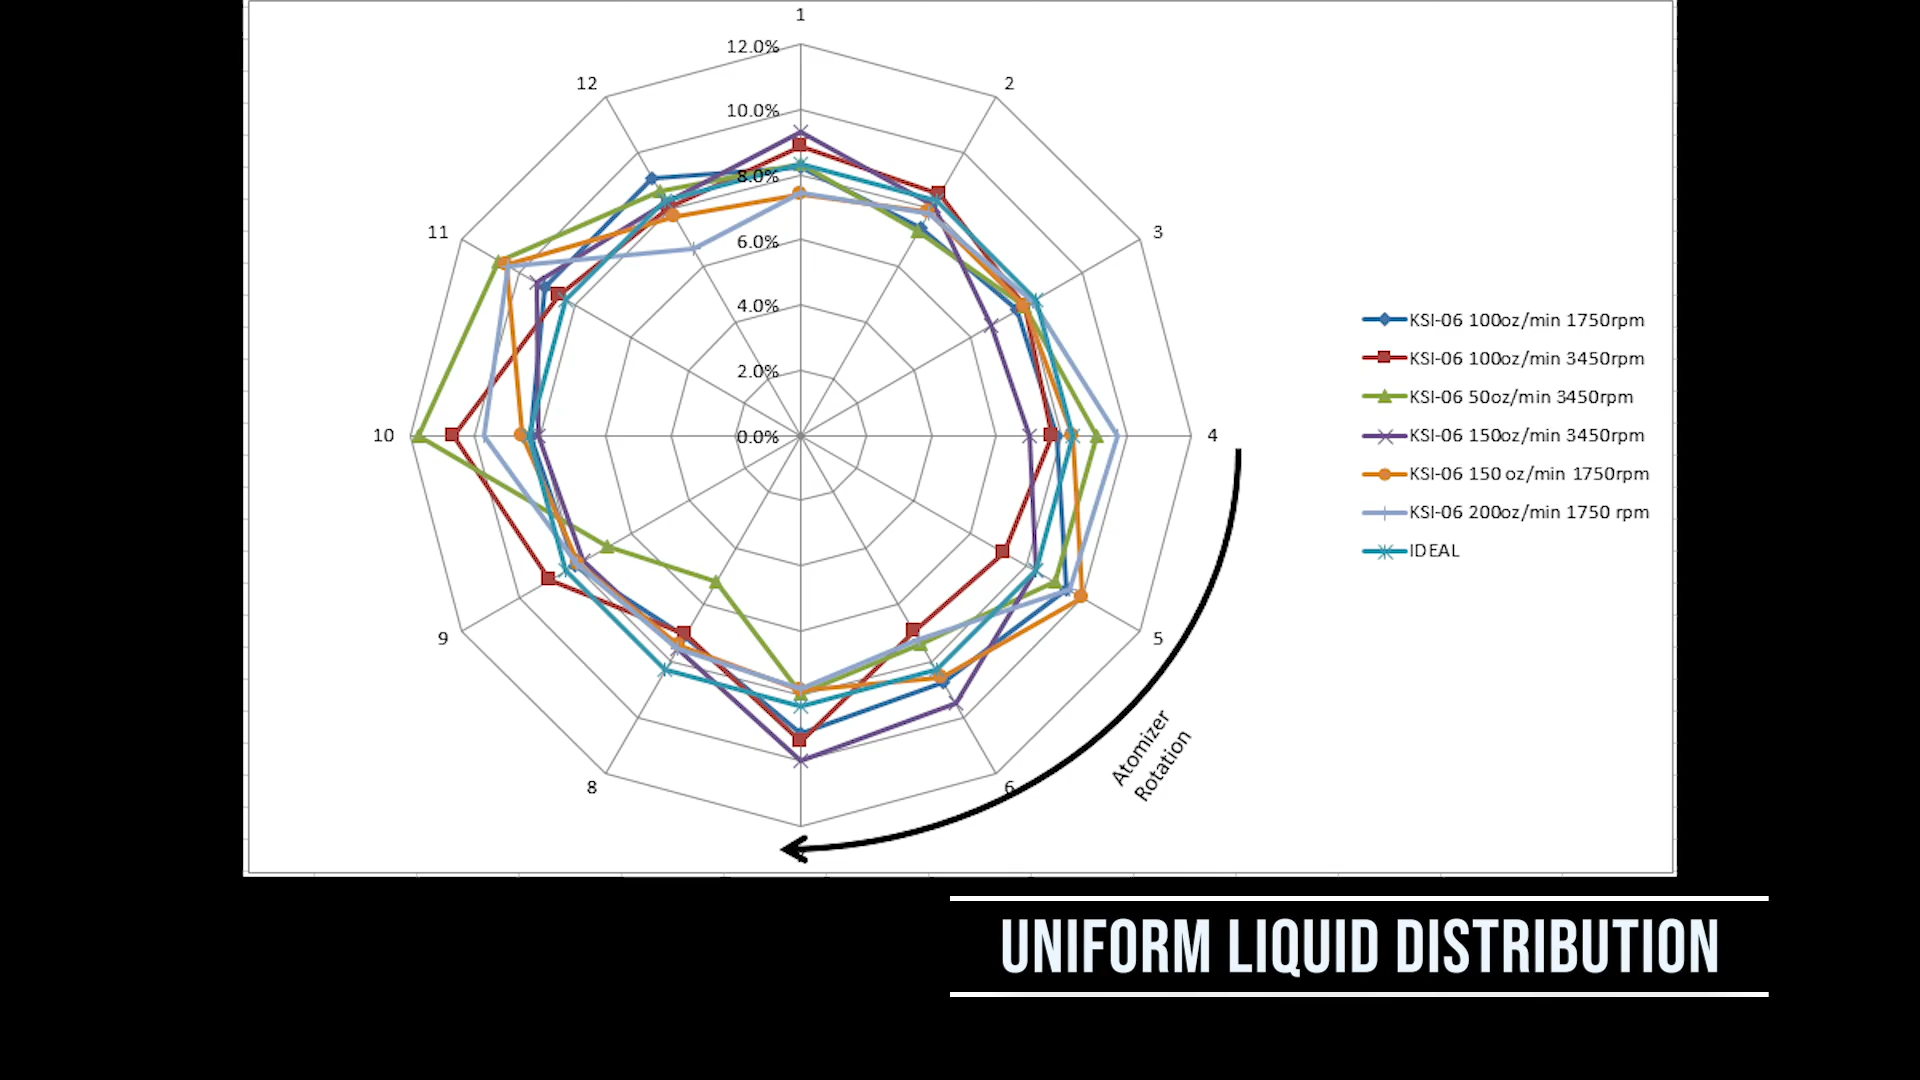 1
12.0%
12
2
10.0%
8.0%
11
3
6.0%
4.0%
KSI-06 100oz/min 1750rpm
KSI-06 100oz/min 3450rpm
2.0%
KSI-06 50oz/min 3450rpm
10
0.0%
4
KSI-06 150oz/min 3450rpm
KSI-06 150 oz/min 1750rpm
KSI-06 200oz/min 1750 rpm
IDEAL
9
5
Atomizer
Rotation
8
6
UNIFORM LIQUID DISTRIBUTION